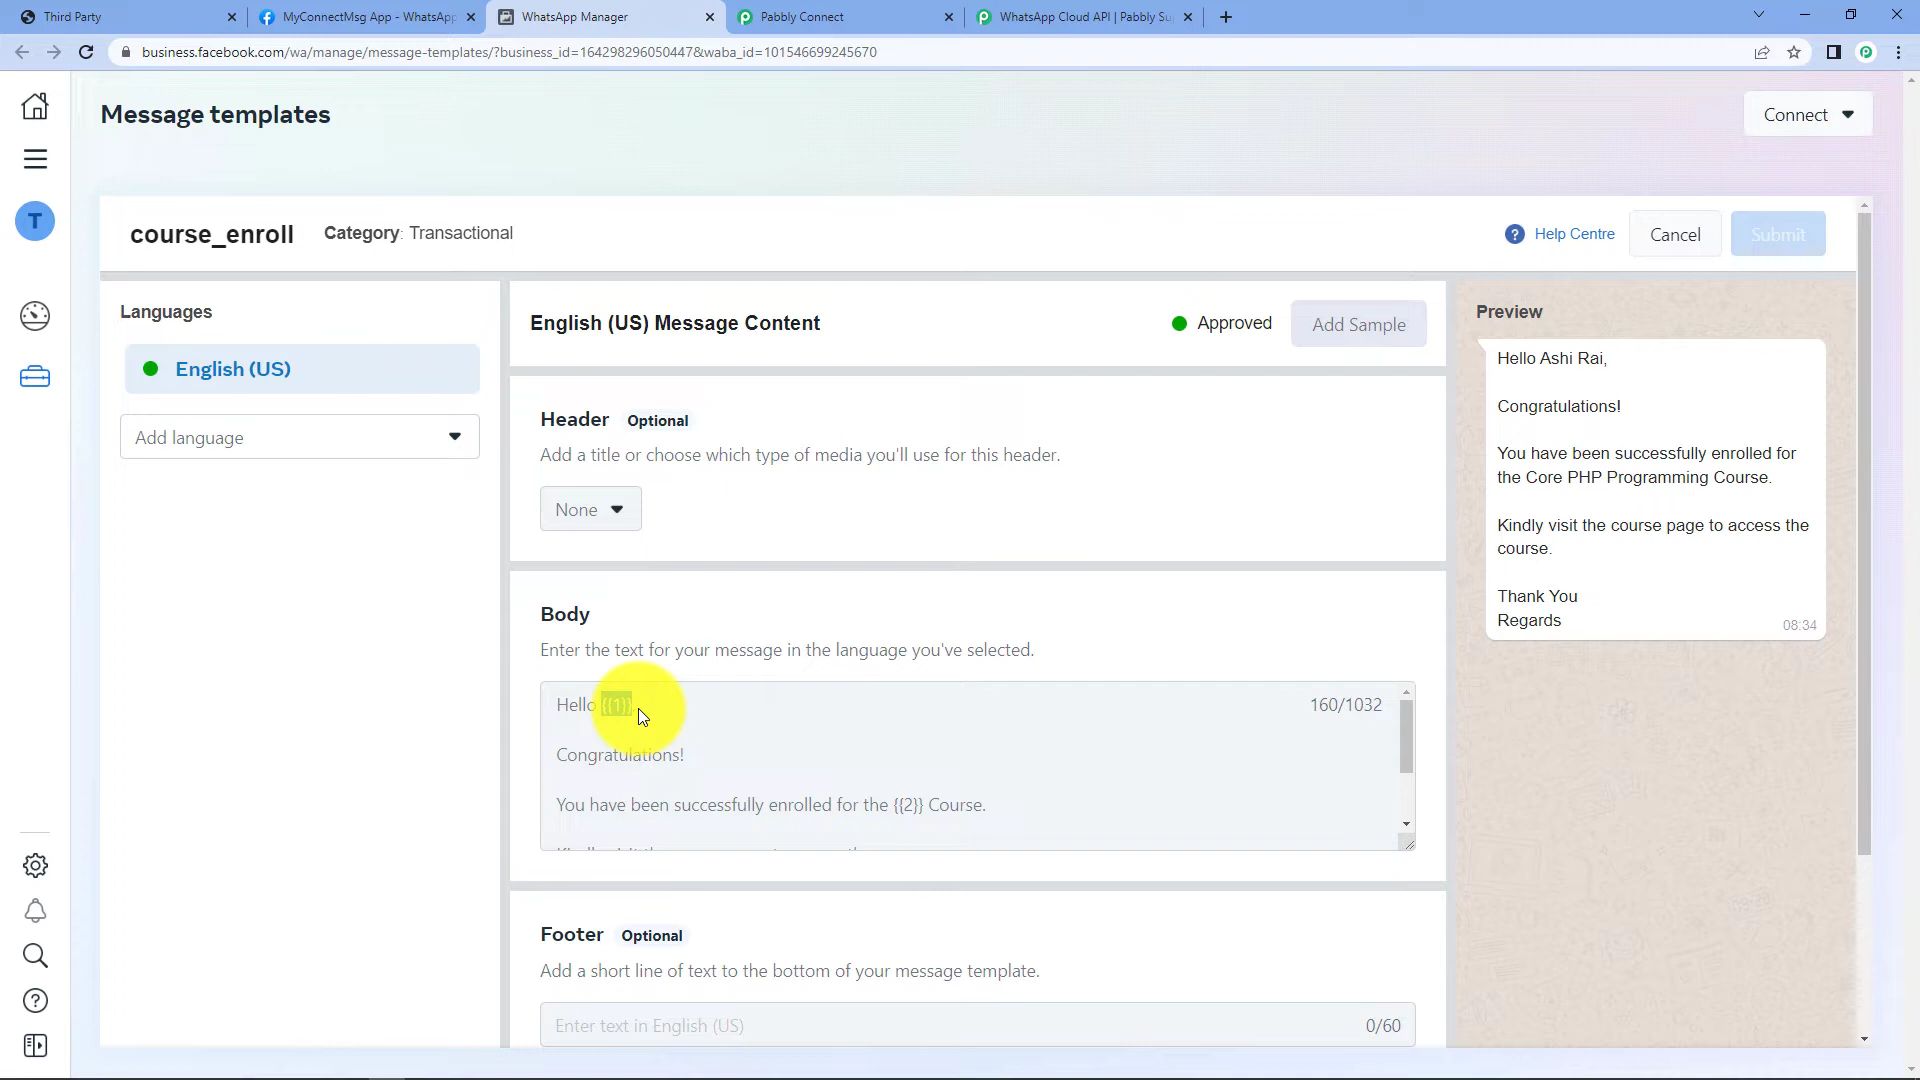 Third Party
MyConnectMsg App - WhatsApp
WhatsApp Manager
Pabbly Connect
WhatsApp Cloud API | Pabbly Su
business.facebook.com/wa/manage/message-templates/?business_id=164298296050447&waba_id=101546699245670
Message templates
Connect
T
course_enroll
Category: Transactional
? Help Centre
Cancel
Submit
Languages
English (US)
Add language
English (US) Message Content
Approved
Add Sample
Header Optional
Add a title or choose which type of media you'll use for this header.
None
Body
Enter the text for your message in the language you've selected.
Hello {{1}},
160/1032
Congratulations!
You have been successfully enrolled for the {{2}} Course.
Footer Optional
Add a short line of text to the bottom of your message template.
Enter text in English (US)
0/60
Preview
Hello Ashi Rai,
Congratulations!
You have been successfully enrolled for
the Core PHP Programming Course.
Kindly visit the course page to access the
course.
Thank You
Regards
08:34